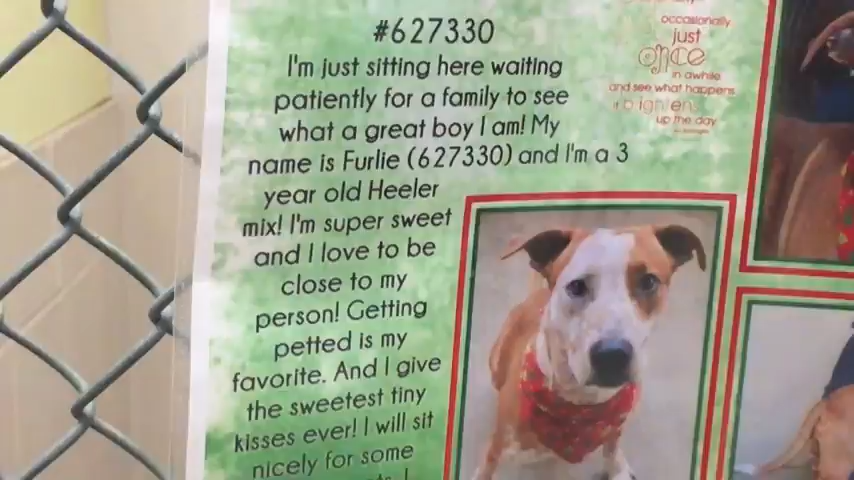 #627330
I'm just sitting here waiting
patiently for a family to see
what a great boy I am! My
name is Furlie (627330) and I'm a 3
year old Heeler
mix! I'm super sweet
and I love to be
close to my
person! Getting
petted is my
favorite. And I give
the sweetest tiny
kisses ever! I will sit
nicely for some
occasionally
just
once
in awhile
and see what happens
it brightens
up the day